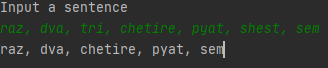 Input a sentence
raz, dva, tri, chetire, pyat, shest, sem
raz, dva, chetire, pyat, sem